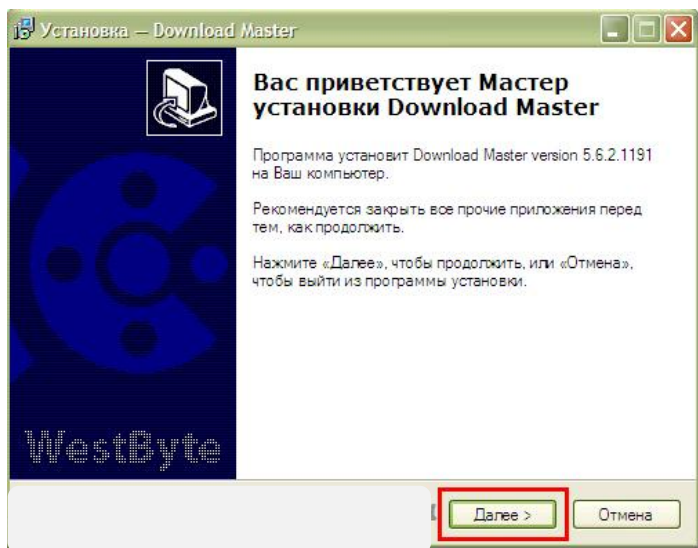 Установка — Download Master
Вас приветствует Мастер
установки Download Master
Программа установит Download Master version 5.6.2.1191
на Ваш компьютер.
Рекомендуется закрыть все прочие приложения перед
тем, как продолжить.
Нажмите «Далее», чтобы продолжить, или «Отмена»,
чтобы выйти из программы установки.
WestByte
Далее >
Отмена